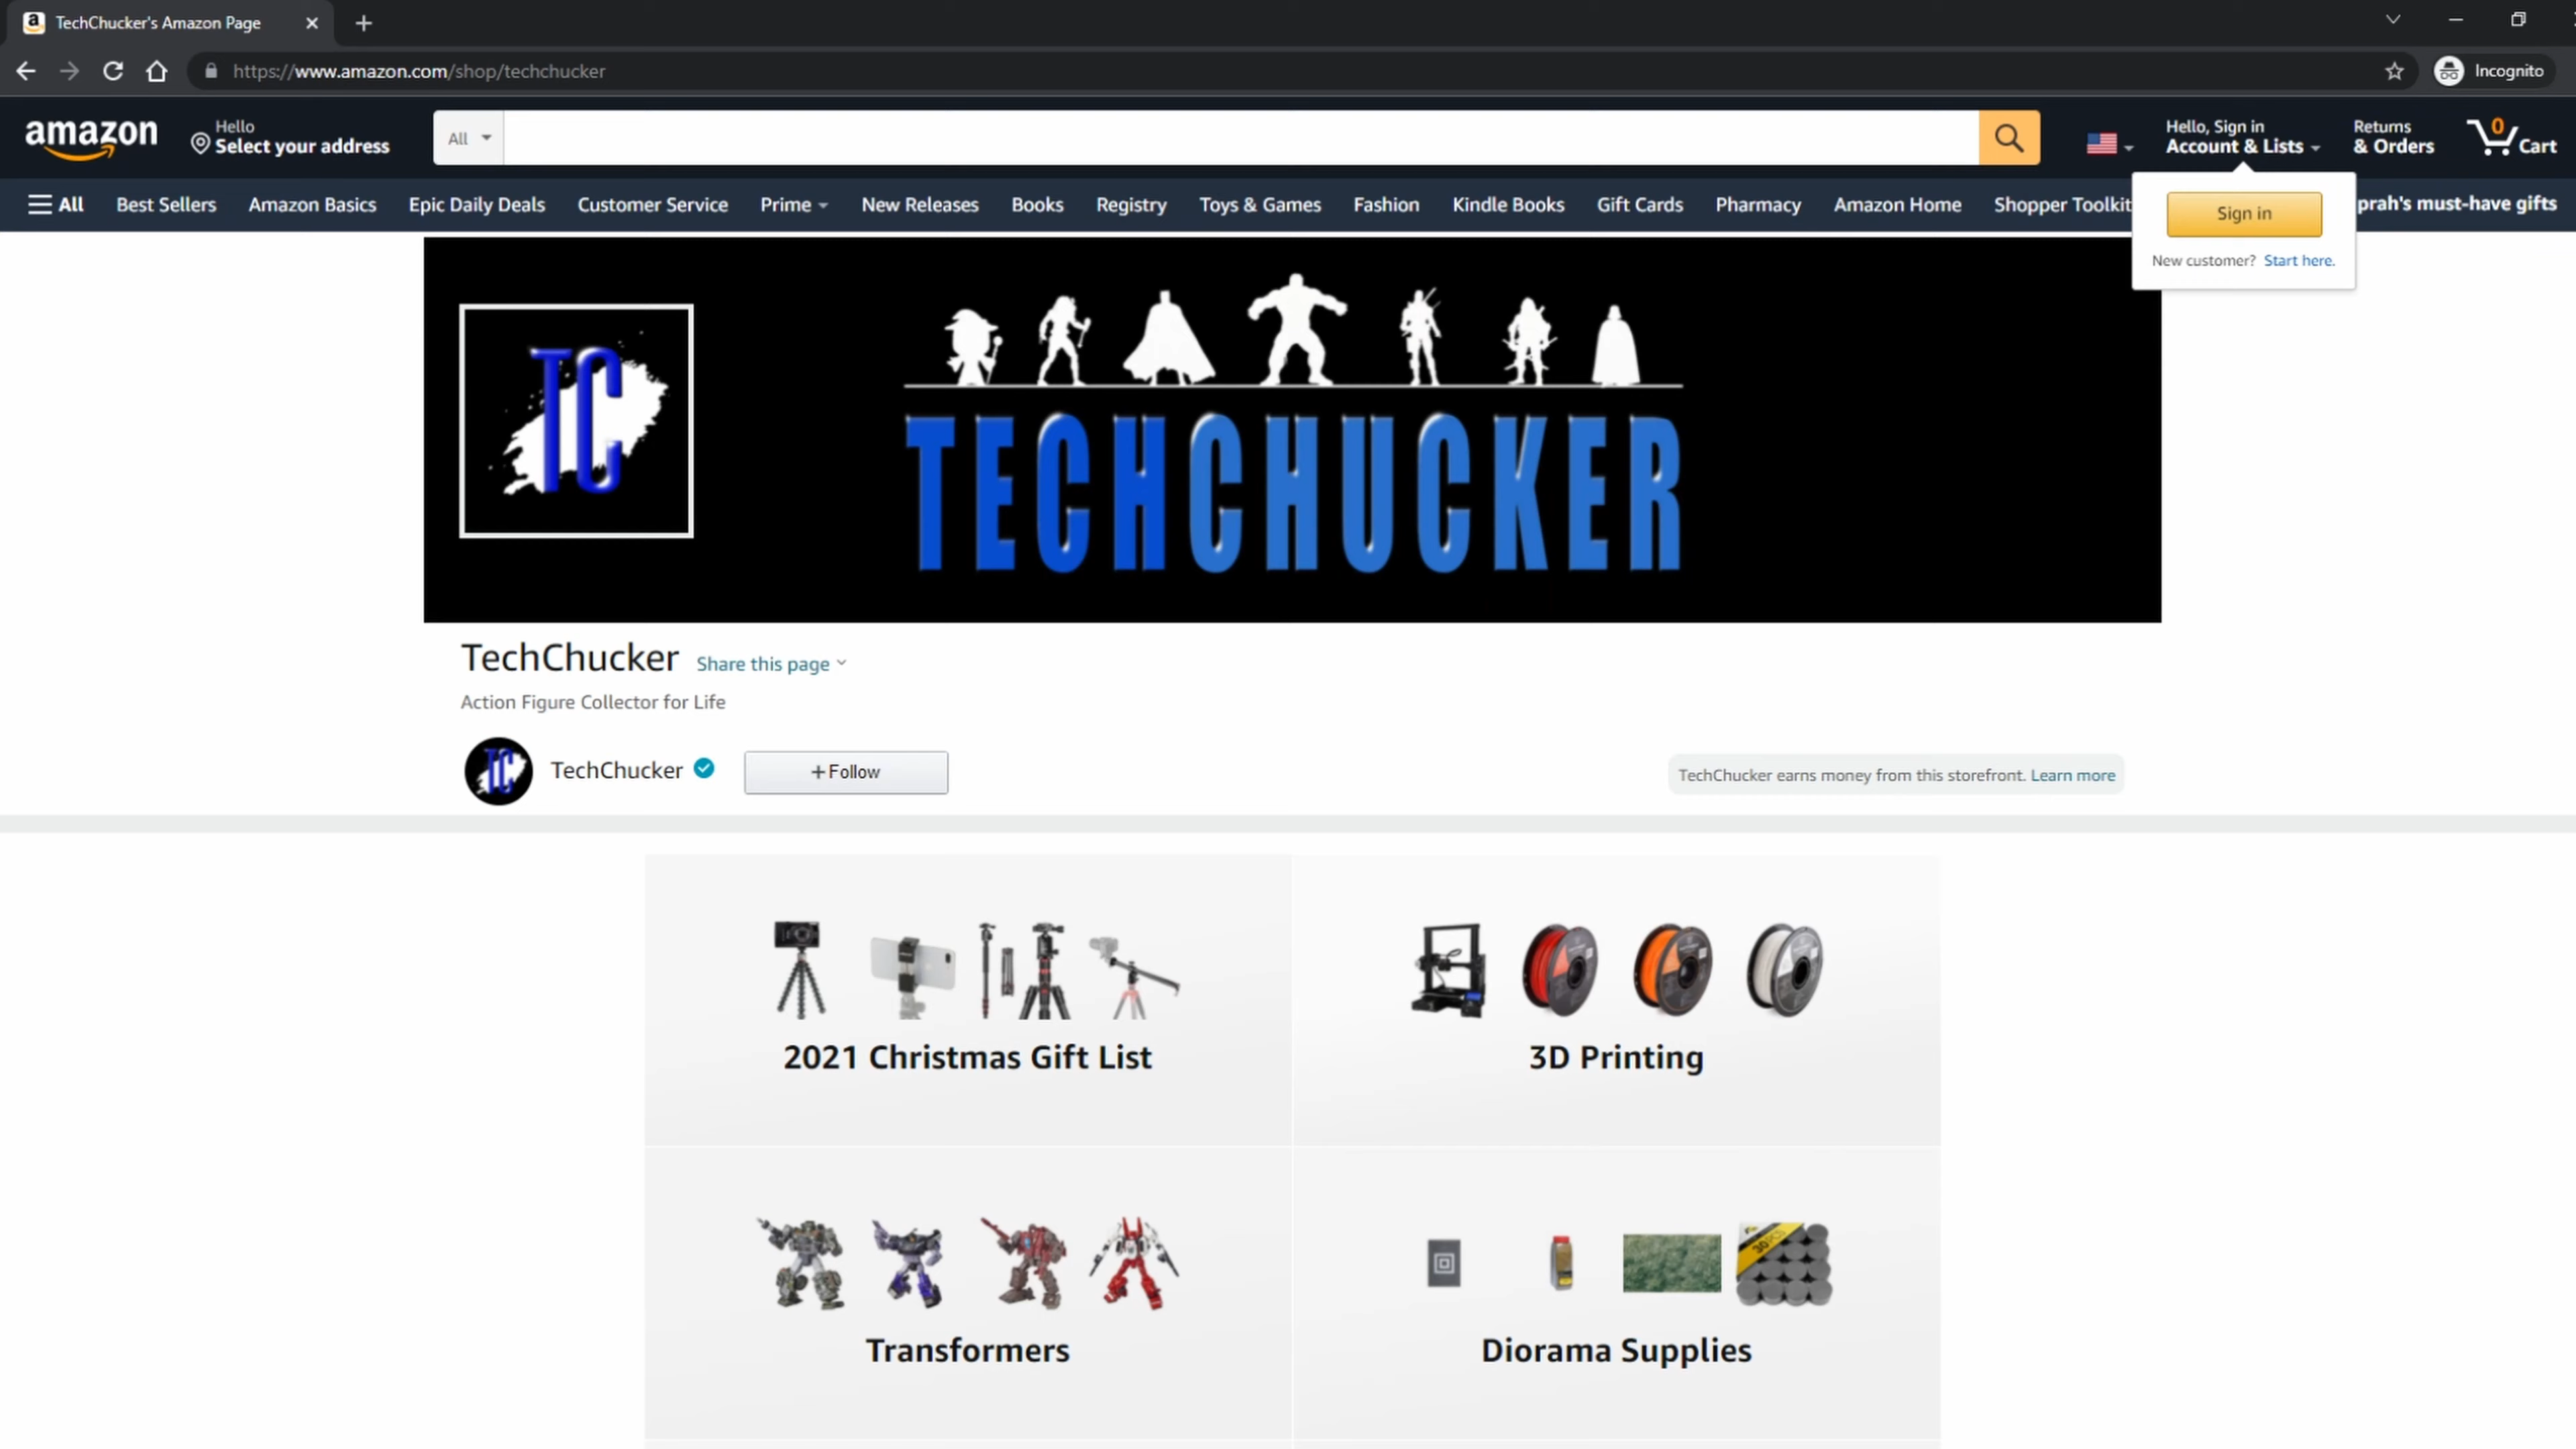 TechChucker's Amazon Page
https://www.amazon.com/shop/techchucker
Incognito
amazon
Hello
Select your address
All
Hello, Sign in
Account & Lists
Returns
& Orders
0
Cart
All
Best Sellers
Amazon Basics
Epic Daily Deals
Customer Service
Prime
New Releases
Books
Registry
Toys & Games
Fashion
Kindle Books
Gift Cards
Pharmacy
Amazon Home
Shopper Toolkit
prah's must-have gifts
Sign in
New customer? Start here.
TC
TECHCHUCKER
TechChucker
Share this page
Action Figure Collector for Life
TC
TechChucker
+Follow
TechChucker earns money from this storefront. Learn more
2021 Christmas Gift List
3D Printing
30PCS
Transformers
Diorama Supplies